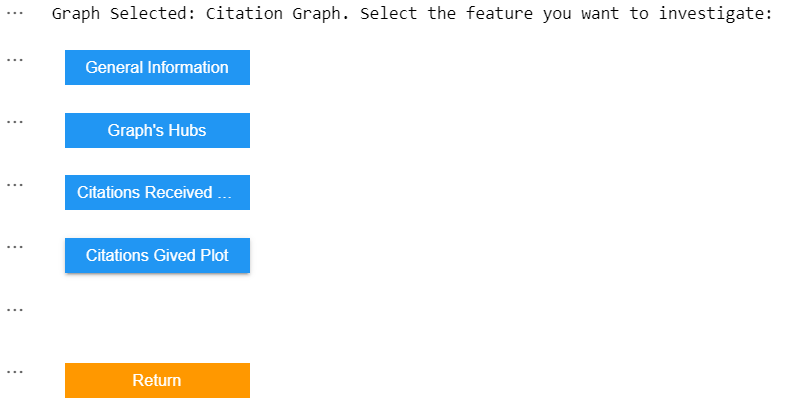 ... Graph Selected: Citation Graph. Select the feature you want to investigate:
... General Information
... Graph's Hubs
... Citations Received ...
... Citations Gived Plot
...
... Return